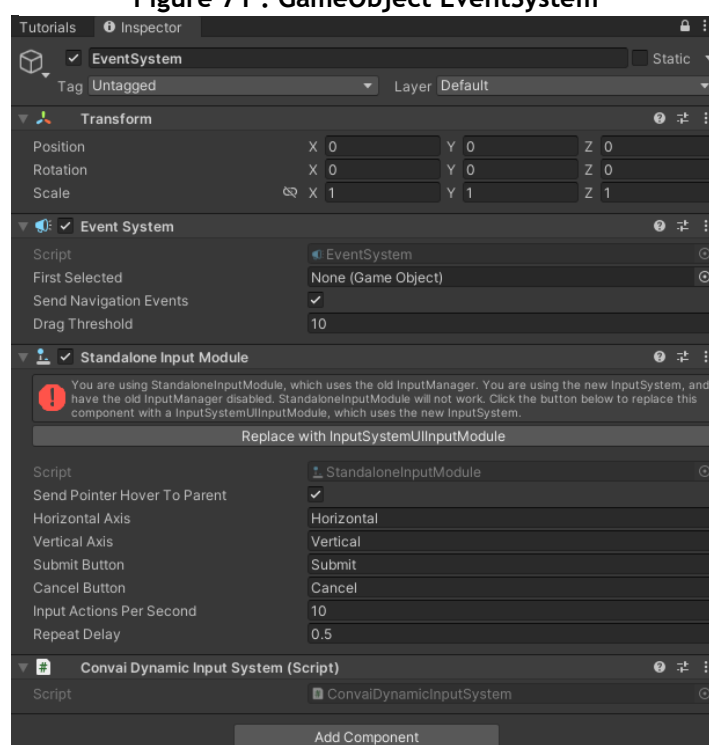 Figure 71 : GameObject EventSystem
Tutorials Inspector
EventSystem Static
Tag Untagged Layer Default
Transform
Position X 0 Y 0 Z 0
Rotation X 0 Y 0 Z 0
Scale X 1 Y 1 Z 1
Event System
Script EventSystem
First Selected None (Game Object)
Send Navigation Events
Drag Threshold 10
Standalone Input Module
You are using StandaloneInputModule, which uses the old InputManager. You are using the new InputSystem, and
have the old InputManager disabled. StandaloneInputModule will not work. Click the button below to replace this
component with a InputSystemUIInputModule, which uses the new InputSystem.
Replace with InputSystemUIInputModule
Script StandaloneInputModule
Send Pointer Hover To Parent
Horizontal Axis Horizontal
Vertical Axis Vertical
Submit Button Submit
Cancel Button Cancel
Input Actions Per Second 10
Repeat Delay 0.5
# Convai Dynamic Input System (Script)
Script ConvaiDynamicInputSystem
Add Component